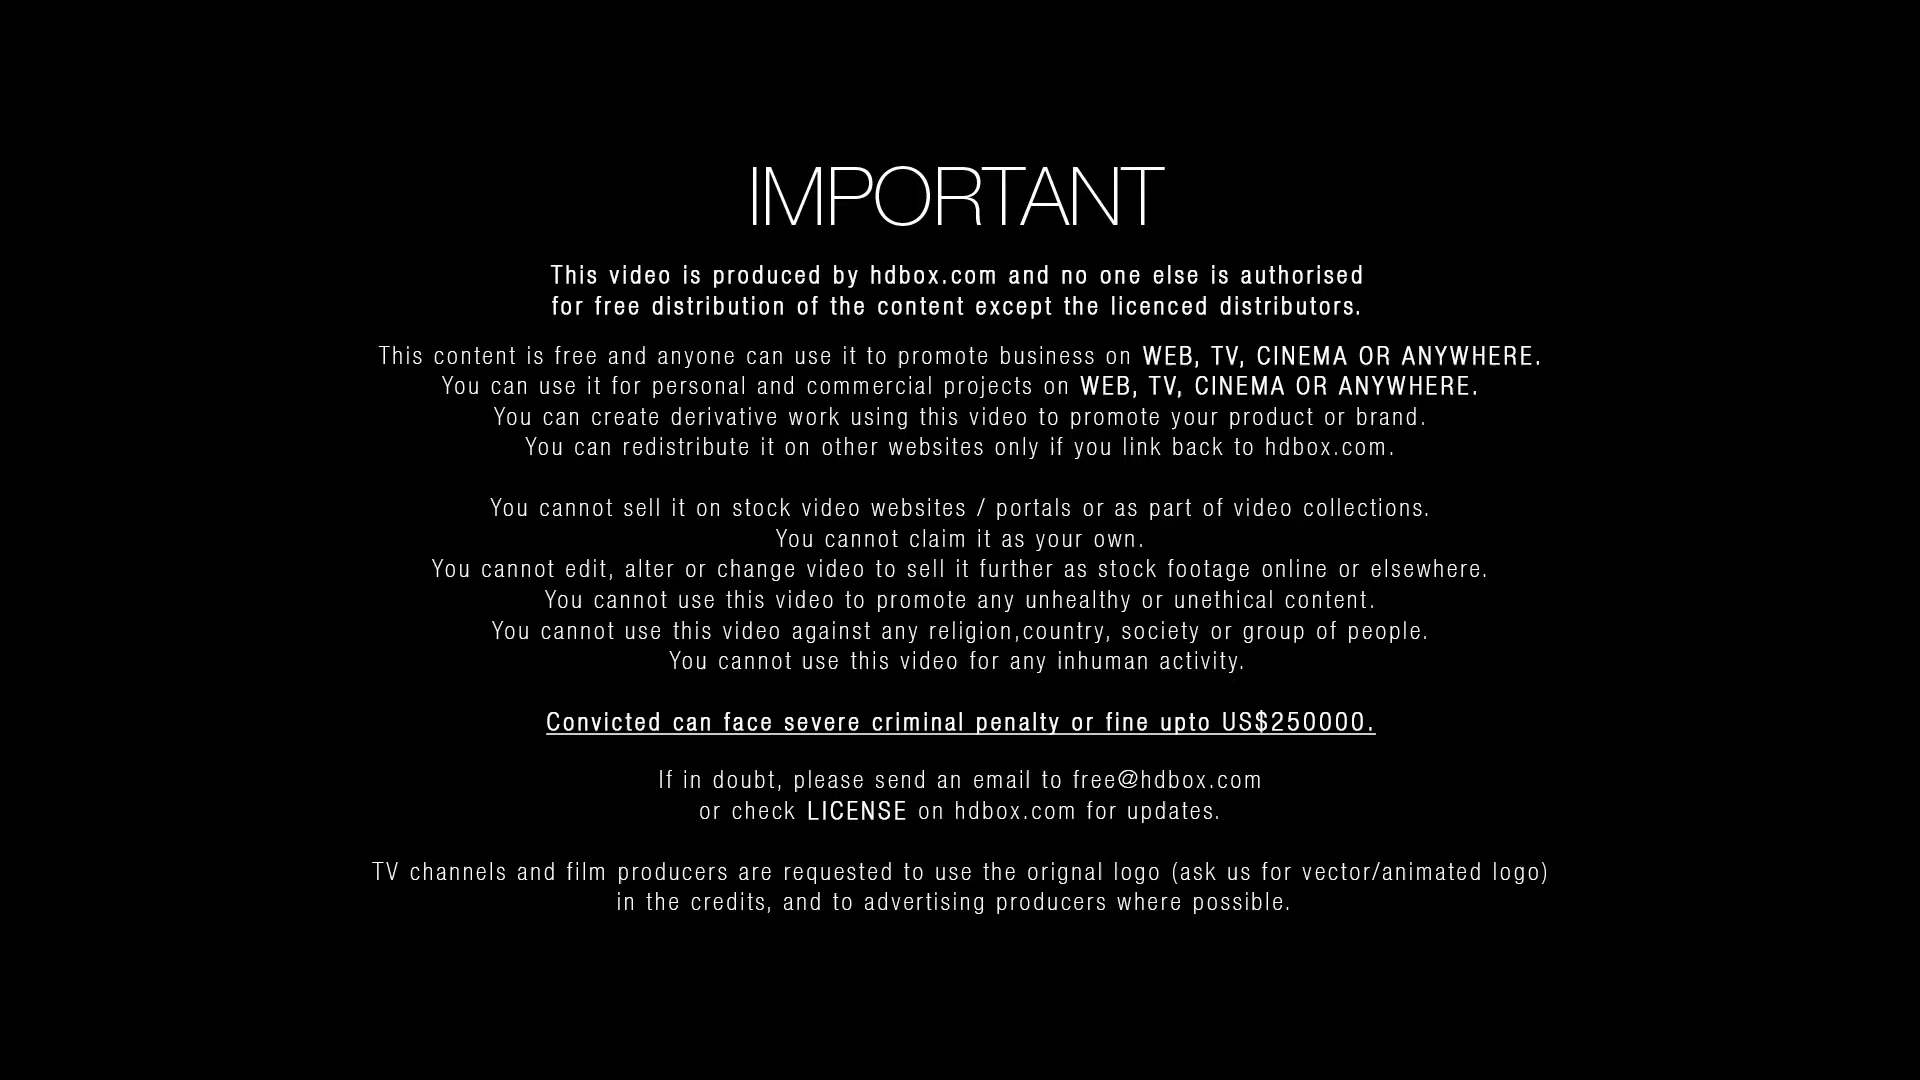 IMPORTANT
This video is produced by hdbox.com and no one else is authorised
for free distribution of the content except the licenced distributors.
This content is free and anyone can use it to promote business on WEB, TV, CINEMA OR ANYWHERE.
You can use it for personal and commercial projects on WEB, TV, CINEMA OR ANYWHERE.
You can create derivative work using this video to promote your product or brand.
You can redistribute it on other websites only if you link back to hdbox.com.
You cannot sell it on stock video websites / portals or as part of video collections.
You cannot claim it as your own.
You cannot edit, alter or change video to sell it further as stock footage online or elsewhere.
You cannot use this video to promote any unhealthy or unethical content.
You cannot use this video against any religion,country, society or group of people.
You cannot use this video for any inhuman activity.
Convicted can face severe criminal penalty or fine upto US$250000.
If in doubt, please send an email to free@hdbox.com
or check LICENSE on hdbox.com for updates.
TV channels and film producers are requested to use the orignal logo (ask us for vector/animated logo)
in the credits, and to advertising producers where possible.